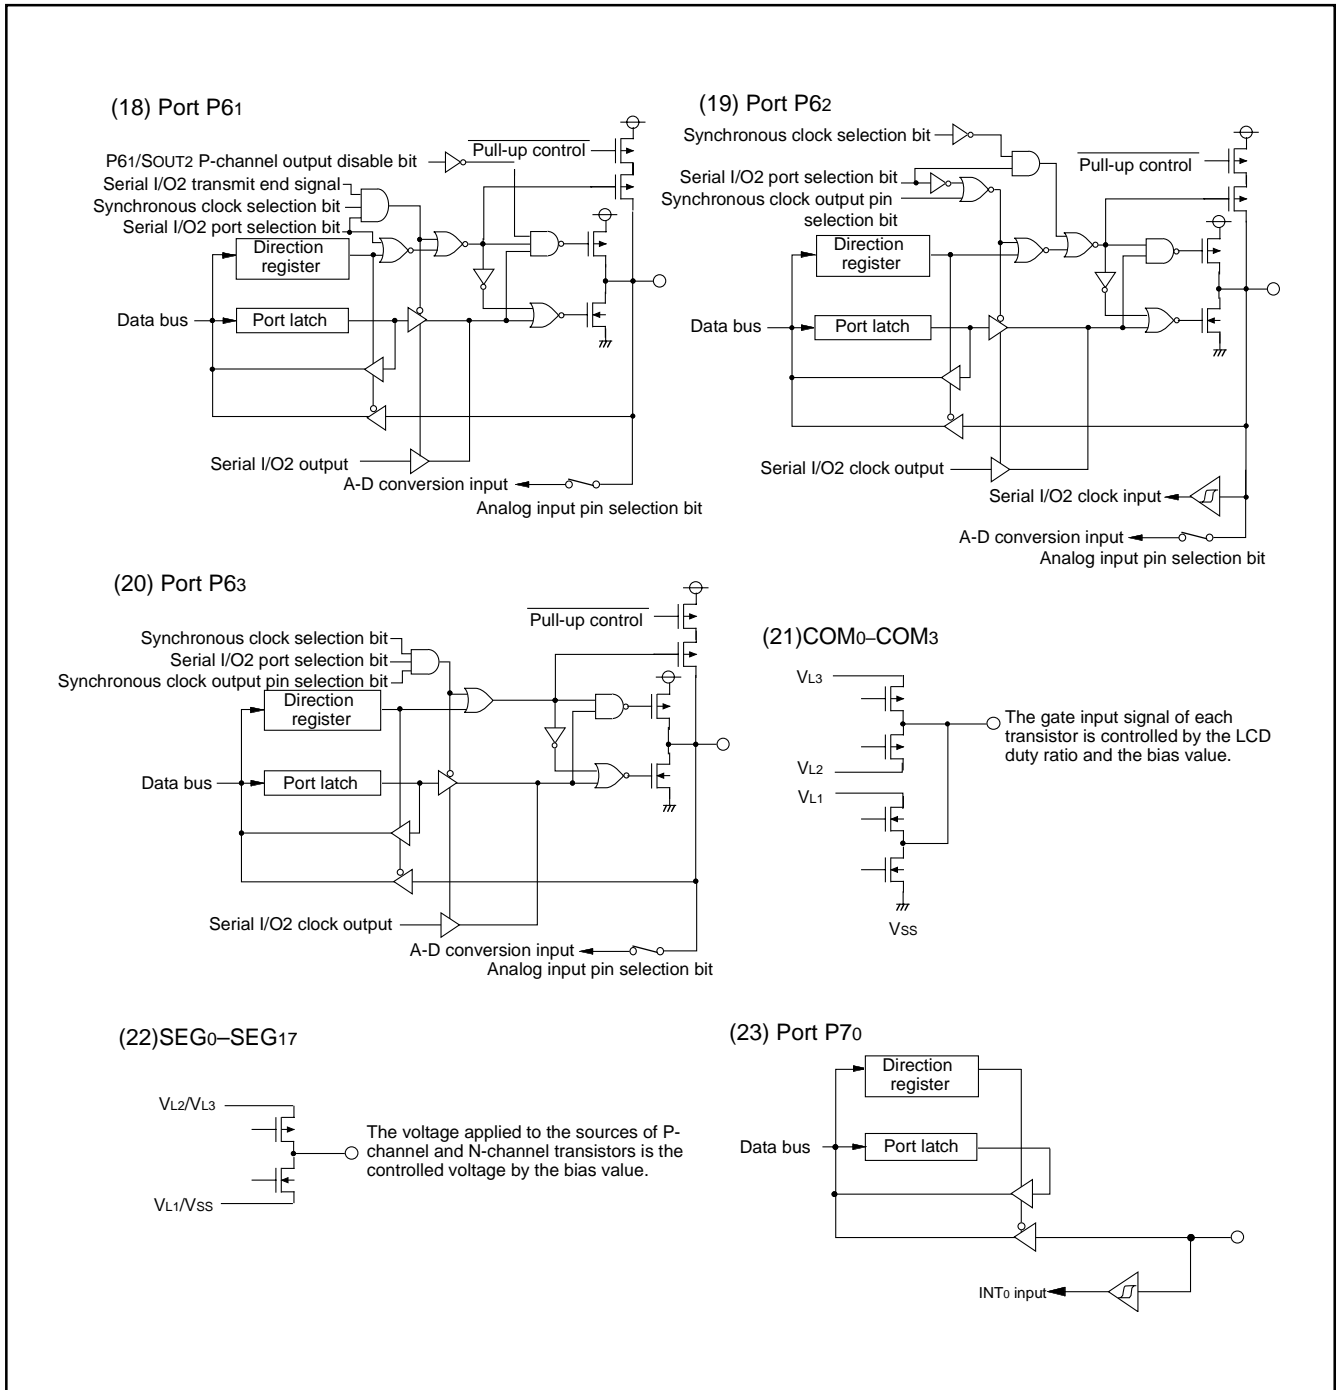 (18) Port P61
Pull-up control
P61/SOUT2 P-channel output disable bit
Serial I/O2 transmit end signal
Synchronous clock selection bit
Serial I/O2 port selection bit
Direction
register
Data bus
Port latch
Serial I/O2 output
A-D conversion input
Analog input pin selection bit
(19) Port P62
Synchronous clock selection bit
Pull-up control
Serial I/O2 port selection bit
Synchronous clock output pin
selection bit
Direction
register
Data bus
Port latch
Serial I/O2 clock output
Serial I/O2 clock input
A-D conversion input
Analog input pin selection bit
(20) Port P63
Pull-up control
Synchronous clock selection bit
Serial I/O2 port selection bit
Synchronous clock output pin selection bit
Direction
register
Data bus
Port latch
Serial I/O2 clock output
A-D conversion input
Analog input pin selection bit
(21)COM0–COM3
VL3
The gate input signal of each
transistor is controlled by the LCD
duty ratio and the bias value.
VL2
VL1
VSS
(22)SEG0–SEG17
VL2/VL3
The voltage applied to the sources of P-
channel and N-channel transistors is the
controlled voltage by the bias value.
VL1/VSS
(23) Port P70
Direction
register
Data bus
Port latch
INT0 input